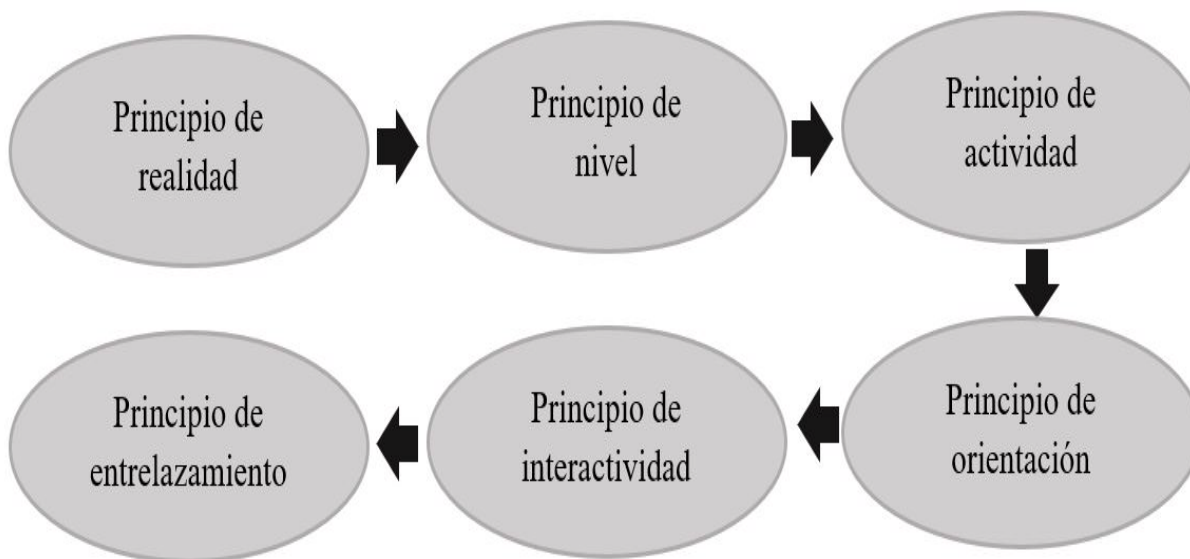 Principio de
realidad
Principio de
nivel
Principio de
actividad
Principio de
orientación
Principio de
interactividad
Principio de
entrelazamiento